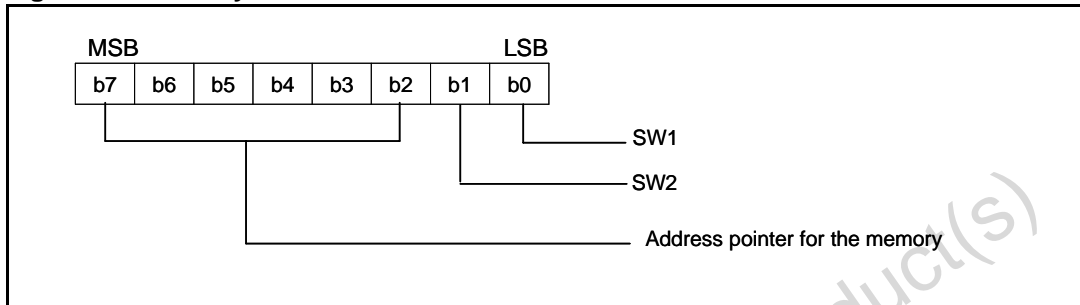 MSB LSB
b7 b6 b5 b4 b3 b2 b1 b0
SW1
SW2
Address pointer for the memory